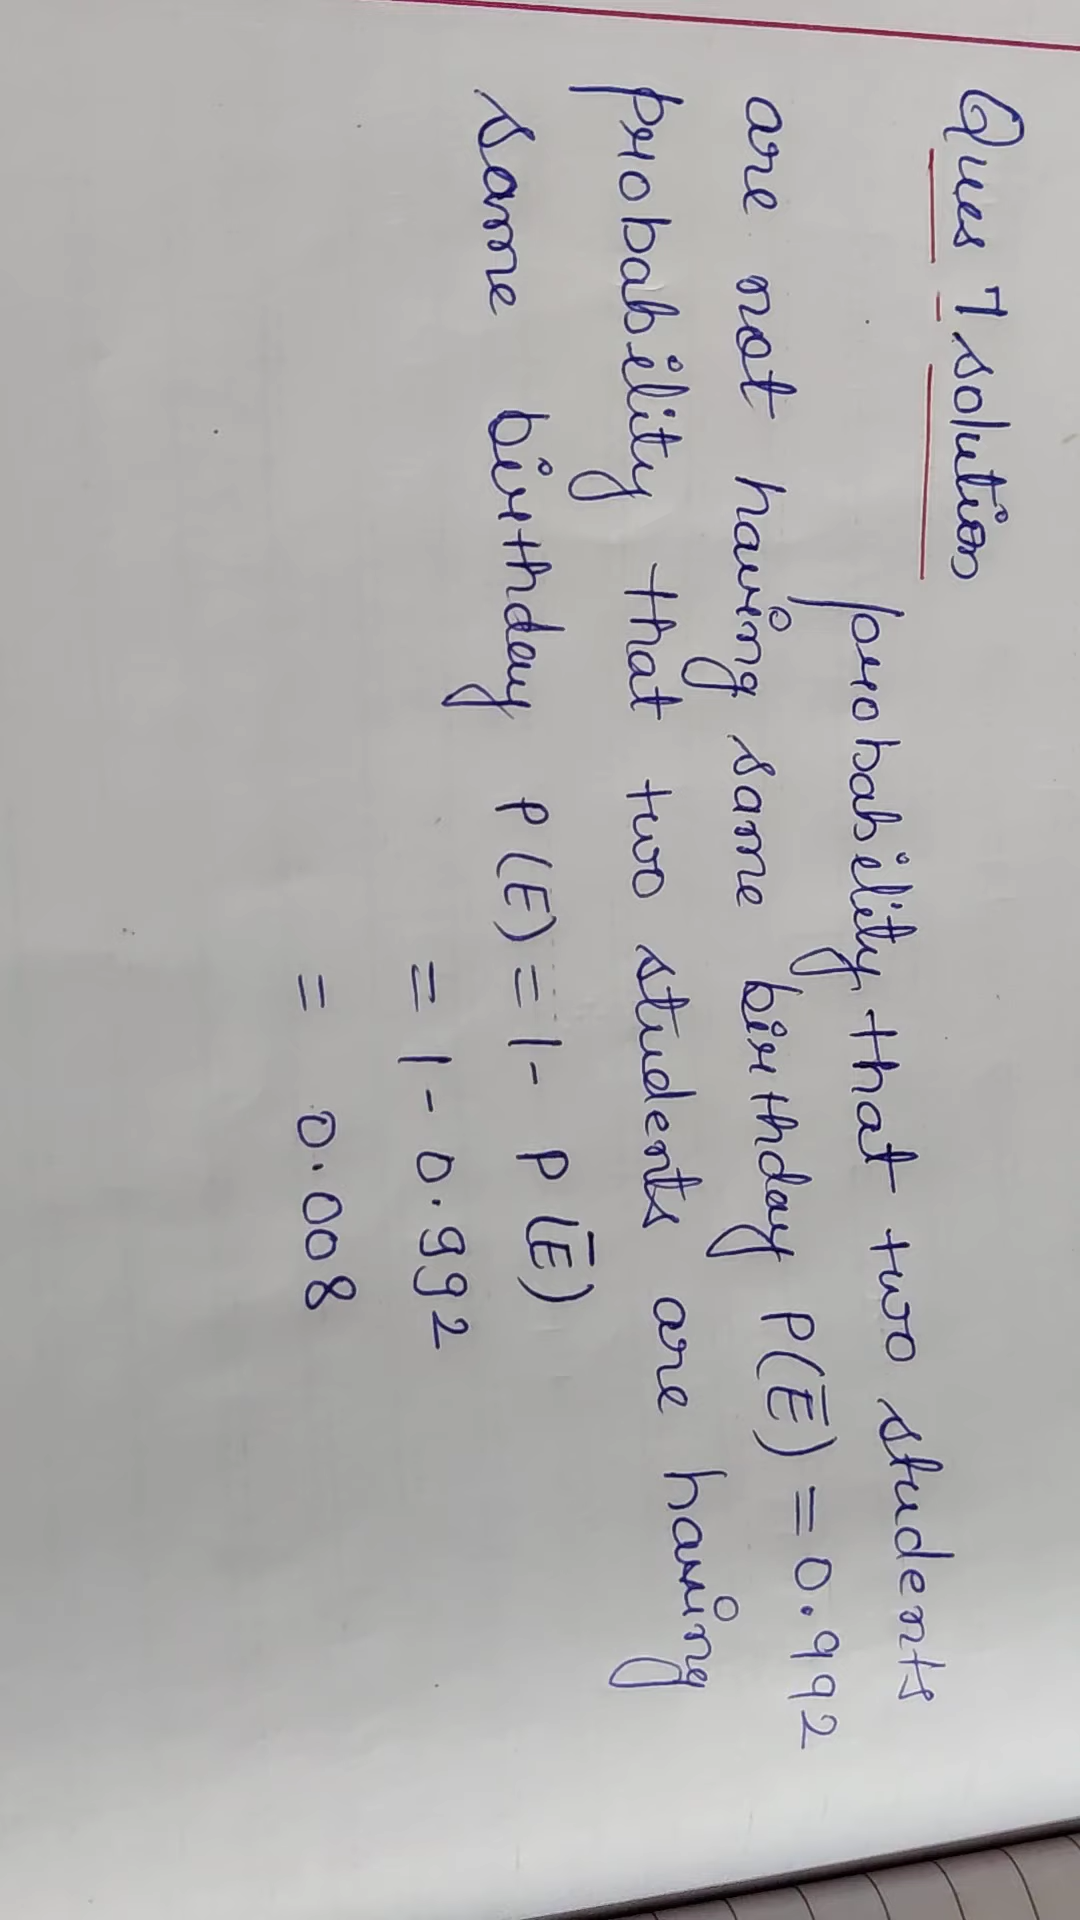 Ques 7 solution
probability that two students
are not having same birthday P(E̅) = 0.992
probability that two students are having
same birthday P(E) = 1 - P(E̅)
= 1 - 0.992
= 0.008